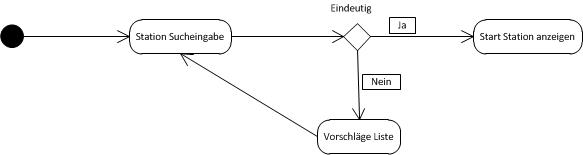 Eindeutig
Ja
Station Sucheingabe
Start Station anzeigen
Nein
Vorschläge Liste